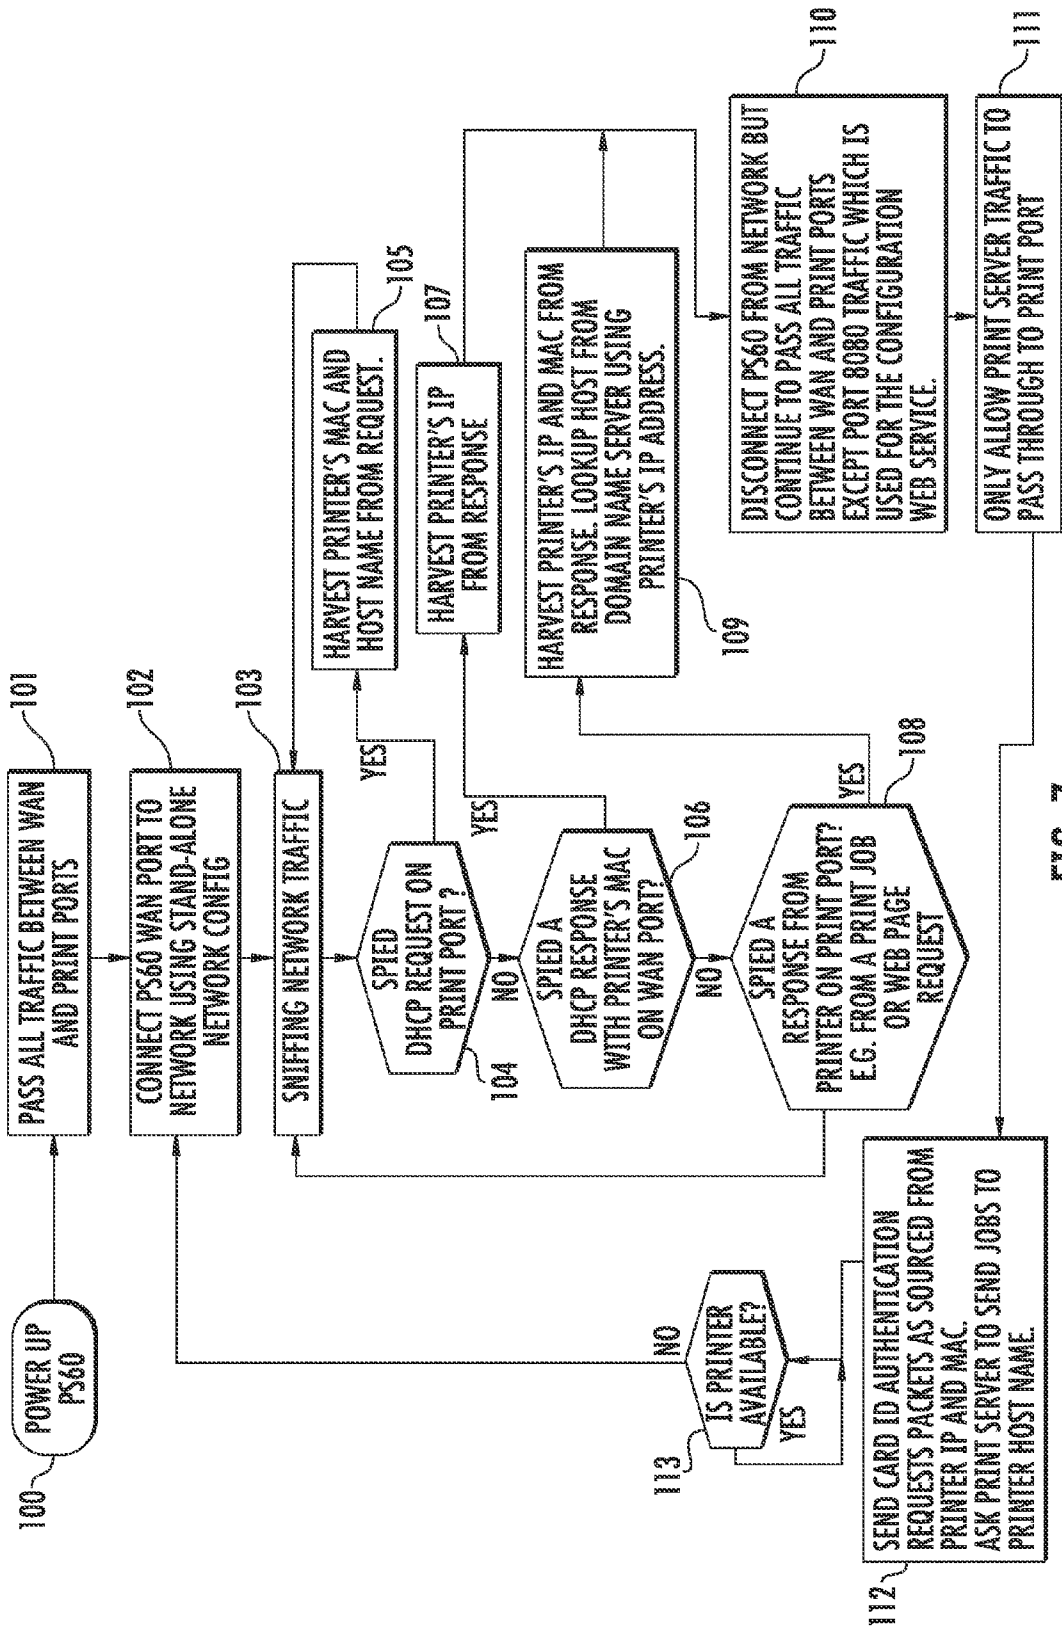 100
POWER UP
PS60
101
PASS ALL TRAFFIC BETWEEN WAN
AND PRINT PORTS
102
CONNECT PS60 WAN PORT TO
NETWORK USING STAND-ALONE
NETWORK CONFIG
103
SNIFFING NETWORK TRAFFIC
104
SPIED
DHCP REQUEST ON
PRINT PORT ?
YES
NO
105
HARVEST PRINTER'S MAC AND
HOST NAME FROM REQUEST.
106
SPIED A
DHCP RESPONSE
WITH PRINTER'S MAC
ON WAN PORT?
YES
NO
107
HARVEST PRINTER'S IP
FROM RESPONSE
108
SPIED A
RESPONSE FROM
PRINTER ON PRINT PORT?
E.G. FROM A PRINT JOB
OR WEB PAGE
REQUEST
YES
109
HARVEST PRINTER'S IP AND MAC FROM
RESPONSE. LOOKUP HOST FROM
DOMAIN NAME SERVER USING
PRINTER'S IP ADDRESS.
110
DISCONNECT PS60 FROM NETWORK BUT
CONTINUE TO PASS ALL TRAFFIC
BETWEEN WAN AND PRINT PORTS
EXCEPT PORT 8080 TRAFFIC WHICH IS
USED FOR THE CONFIGURATION
WEB SERVICE.
111
ONLY ALLOW PRINT SERVER TRAFFIC TO
PASS THROUGH TO PRINT PORT
112
SEND CARD ID AUTHENTICATION
REQUESTS PACKETS AS SOURCED FROM
PRINTER IP AND MAC.
ASK PRINT SERVER TO SEND JOBS TO
PRINTER HOST NAME.
113
IS PRINTER
AVAILABLE?
NO
YES